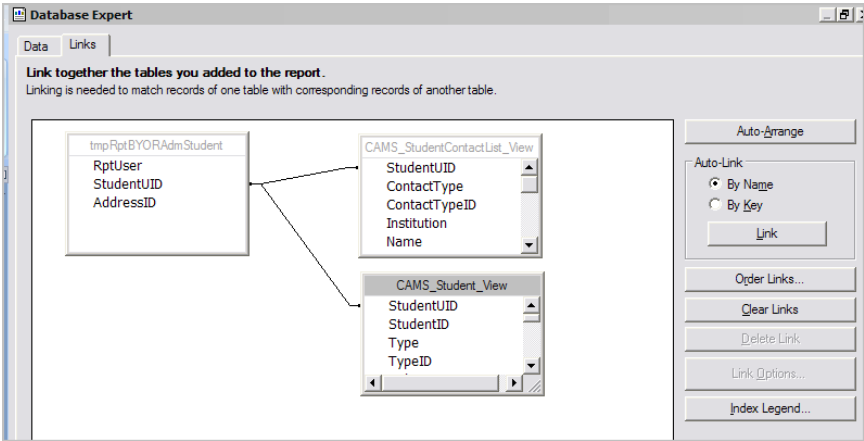 Database Expert
Data
Links
Link together the tables you added to the report.
Linking is needed to match records of one table with corresponding records of another table.
tmpRptBYORAdmStudent
RptUser
StudentUID
AddressID
CAMS_StudentContactList_View
StudentUID
ContactType
ContactTypeID
Institution
Name
CAMS_Student_View
StudentUID
StudentID
Type
TypeID
Auto-Arrange
Auto-Link
By Name
By Key
Link
Order Links...
Clear Links
Delete Link
Link Options...
Index Legend...